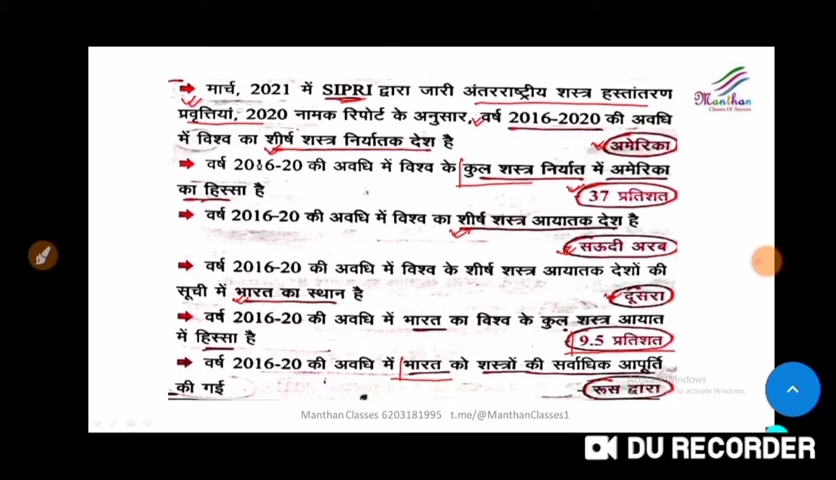 Manthan
Classes Of Success
मार्च, 2021 में SIPRI द्वारा जारी अंतरराष्ट्रीय शस्त्र हस्तांतरण
प्रवृत्तियां, 2020 नामक रिपोर्ट के अनुसार, वर्ष 2016-2020 की अवधि
में विश्व का शीर्ष शस्त्र निर्यातक देश है
अमेरिका
वर्ष 2016-20 की अवधि में विश्व के कुल शस्त्र निर्यात में अमेरिका
का हिस्सा है
37 प्रतिशत
वर्ष 2016-20 की अवधि में विश्व का शीर्ष शस्त्र आयातक देश है
सऊदी अरब
वर्ष 2016-20 की अवधि में विश्व के शीर्ष शस्त्र आयातक देशों की
सूची में भारत का स्थान है
दूसरा
वर्ष 2016-20 की अवधि में भारत का विश्व के कुल शस्त्र आयात
में हिस्सा है
9.5 प्रतिशत
वर्ष 2016-20 की अवधि में भारत को शस्त्रों की सर्वाधिक आपूर्ति
की गई
रूस द्वारा
Manthan Classes 6203181995 t.me/@ManthanClasses1
DU RECORDER